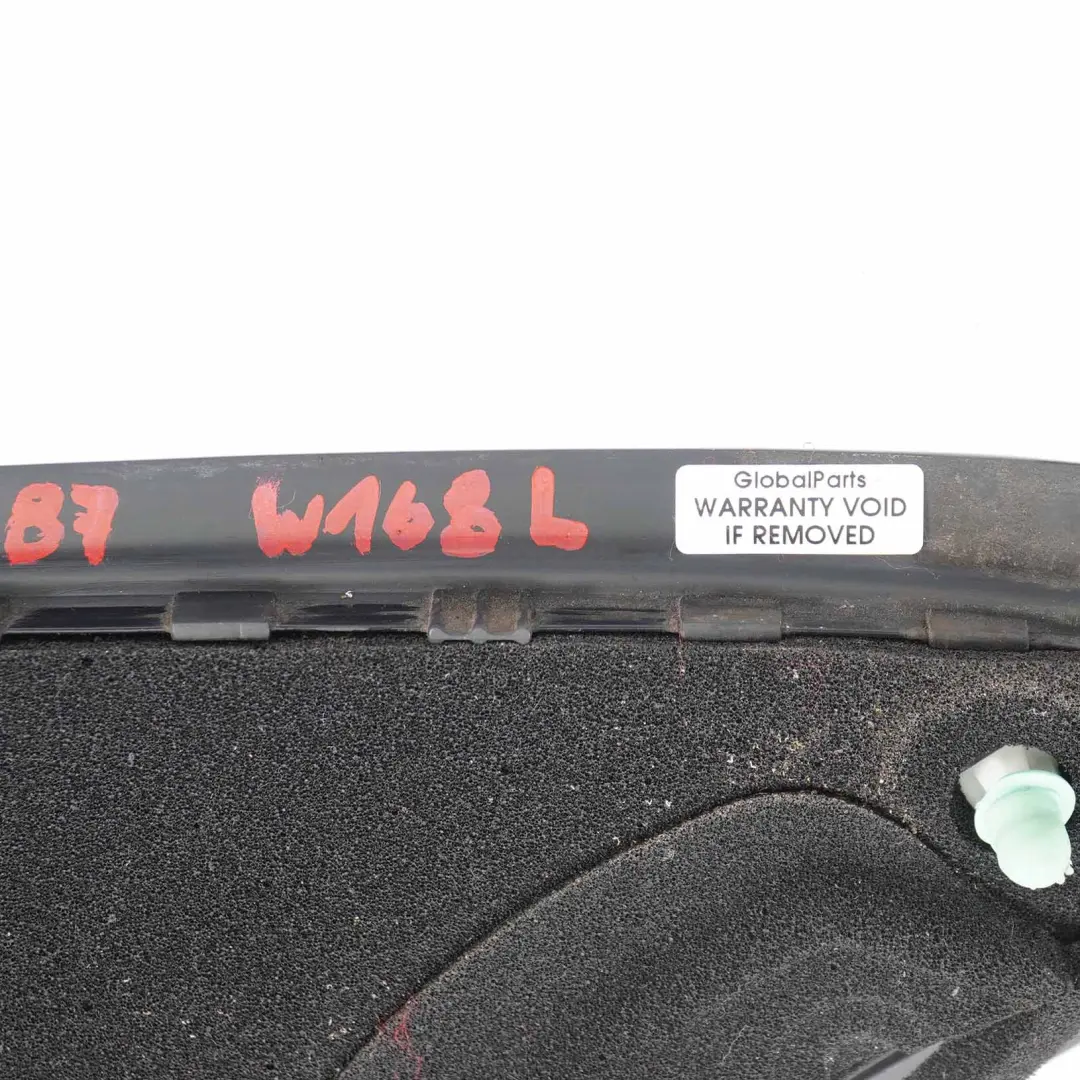 87 W168 L
GlobalParts
WARRANTY VOID
IF REMOVED